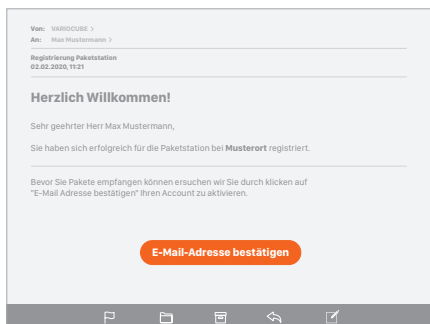 Von: VARIOCUBE >
An: Max Mustermann >
Registrierung Paketstation
02.02.2020, 11:21
Herzlich Willkommen!
Sehr geehrter Herr Max Mustermann,
Sie haben sich erfolgreich für die Paketstation bei Musterort registriert.
Bevor Sie Pakete empfangen können ersuchen wir Sie durch klicken auf
"E-Mail Adresse bestätigen" Ihren Account zu aktivieren.
E-Mail-Adresse bestätigen